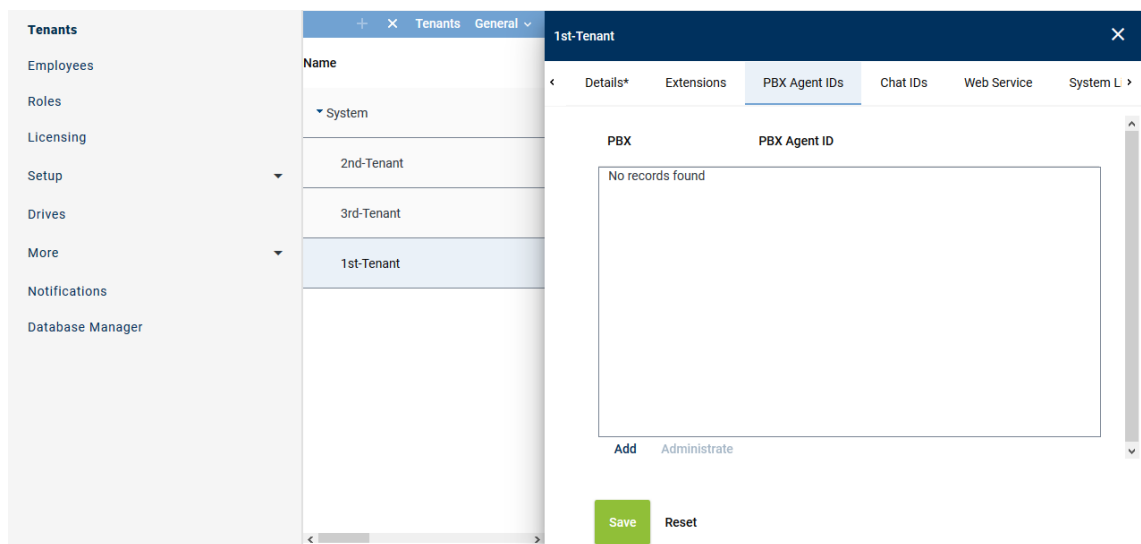 Tenants
Employees
Roles
Licensing
Setup
Drives
More
Notifications
Database Manager
Tenants General
Name
System
2nd-Tenant
3rd-Tenant
1st-Tenant
1st-Tenant
Details* Extensions PBX Agent IDs Chat IDs Web Service System L
PBX PBX Agent ID
No records found
Add Administrate
Save Reset